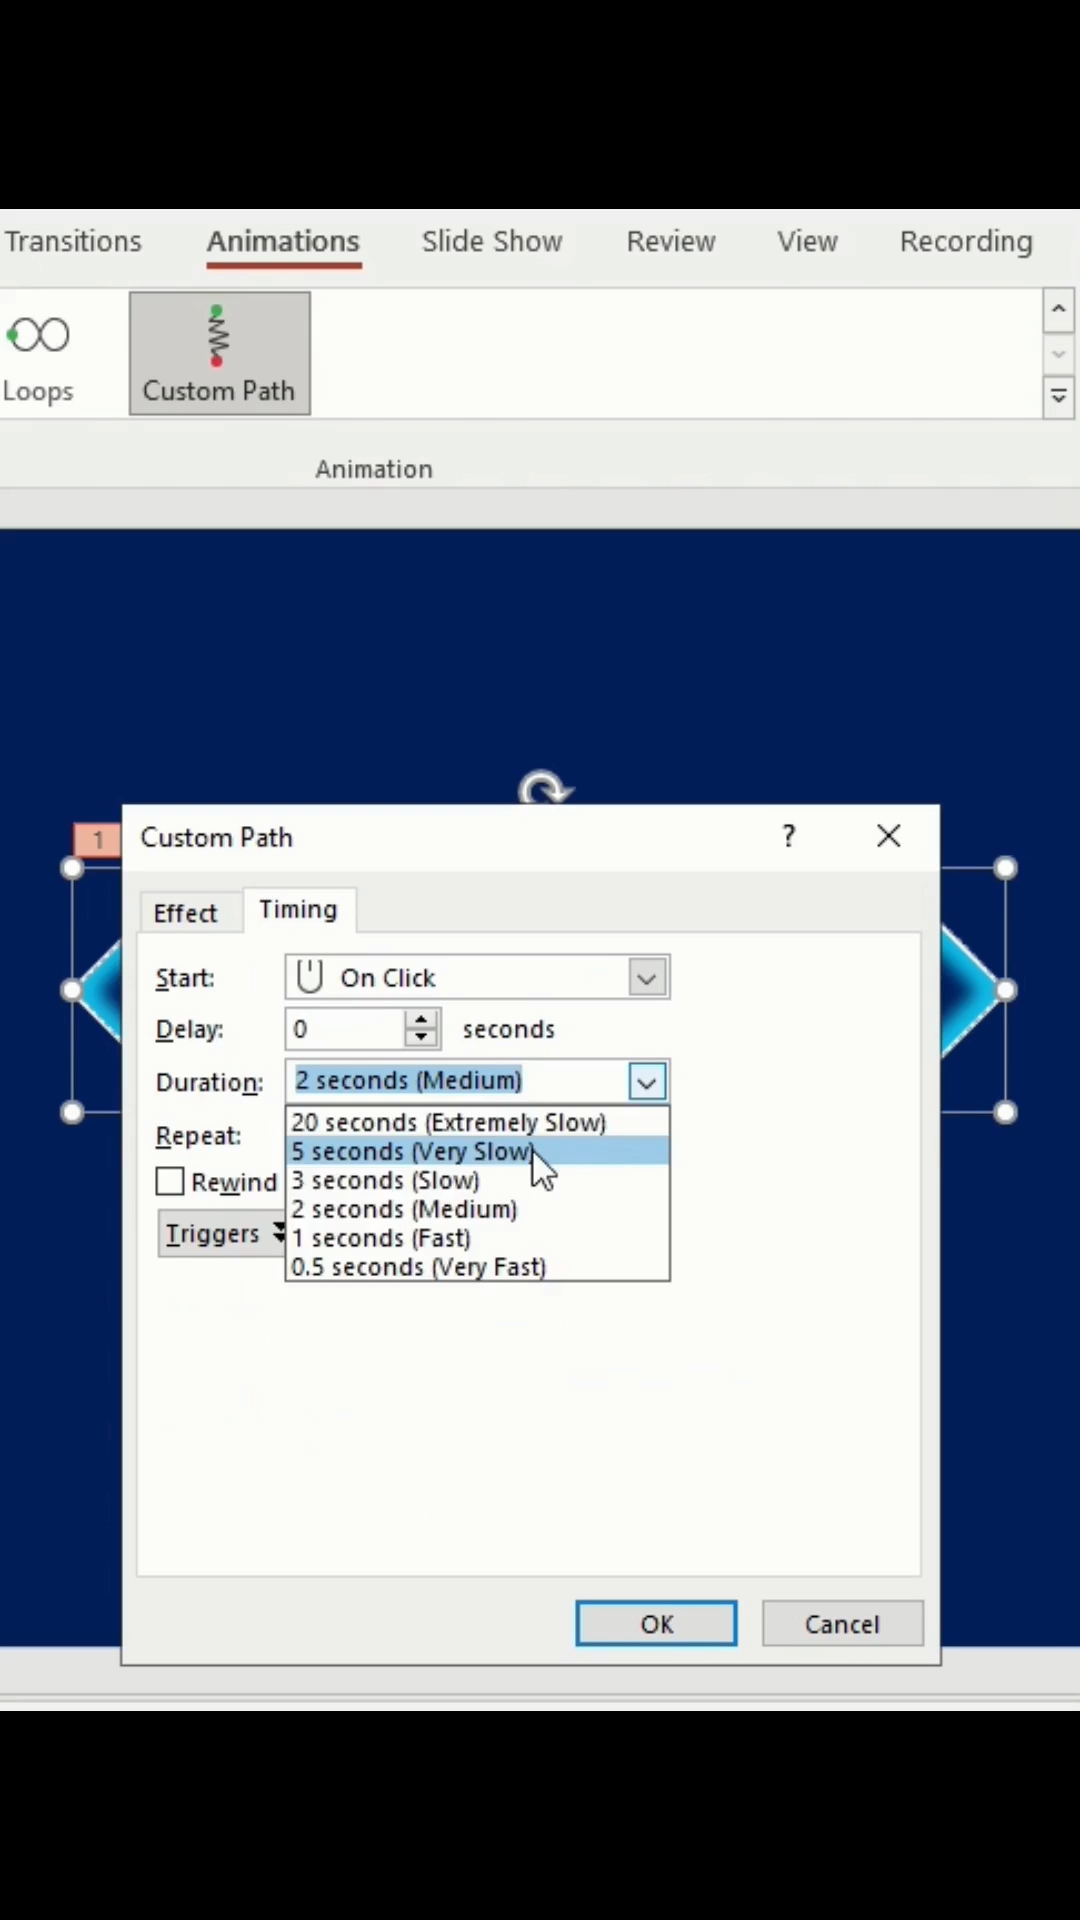 Transitions Animations Slide Show Review View Recording
Loops Custom Path
Animation
1
Custom Path ?
Effect Timing
Start: On Click
Delay: 0 seconds
Duration: 2 seconds (Medium)
20 seconds (Extremely Slow)
Repeat:
5 seconds (Very Slow)
Rewind
3 seconds (Slow)
2 seconds (Medium)
Triggers
1 seconds (Fast)
0.5 seconds (Very Fast)
OK Cancel